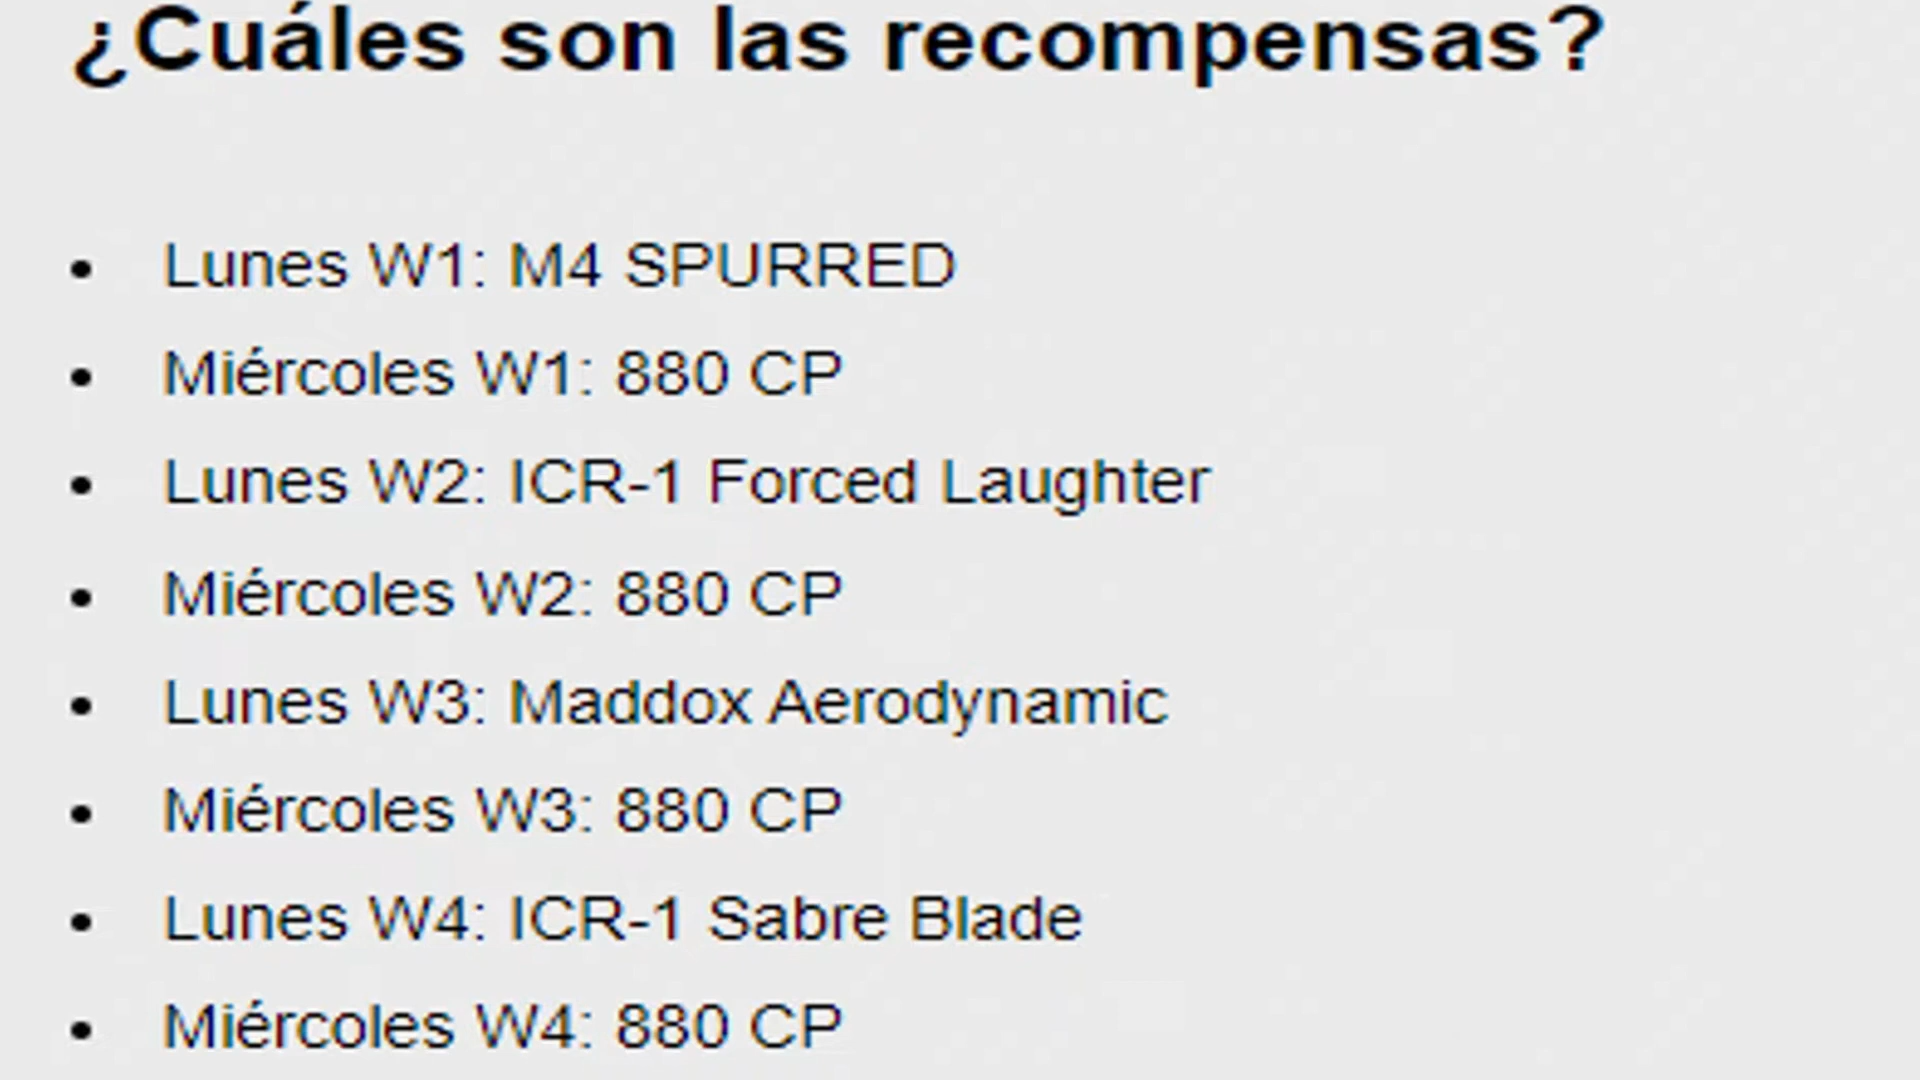 ¿Cuáles son las recompensas?
• Lunes W1: M4 SPURRED
• Miércoles W1: 880 CP
• Lunes W2: ICR-1 Forced Laughter
• Miércoles W2: 880 CP
• Lunes W3: Maddox Aerodynamic
• Miércoles W3: 880 CP
• Lunes W4: ICR-1 Sabre Blade
• Miércoles W4: 880 CP